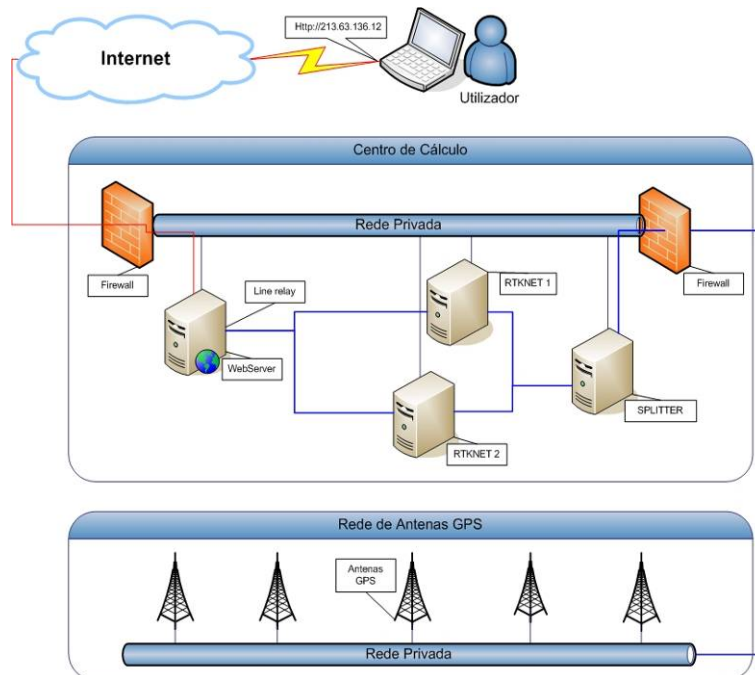 Http://213.63.136.12
Internet
Utilizador
Centro de Cálculo
Rede Privada
Firewall
Firewall
Line relay
RTKNET 1
WebServer
SPLITTER
RTKNET 2
Rede de Antenas GPS
Antenas
GPS
Rede Privada